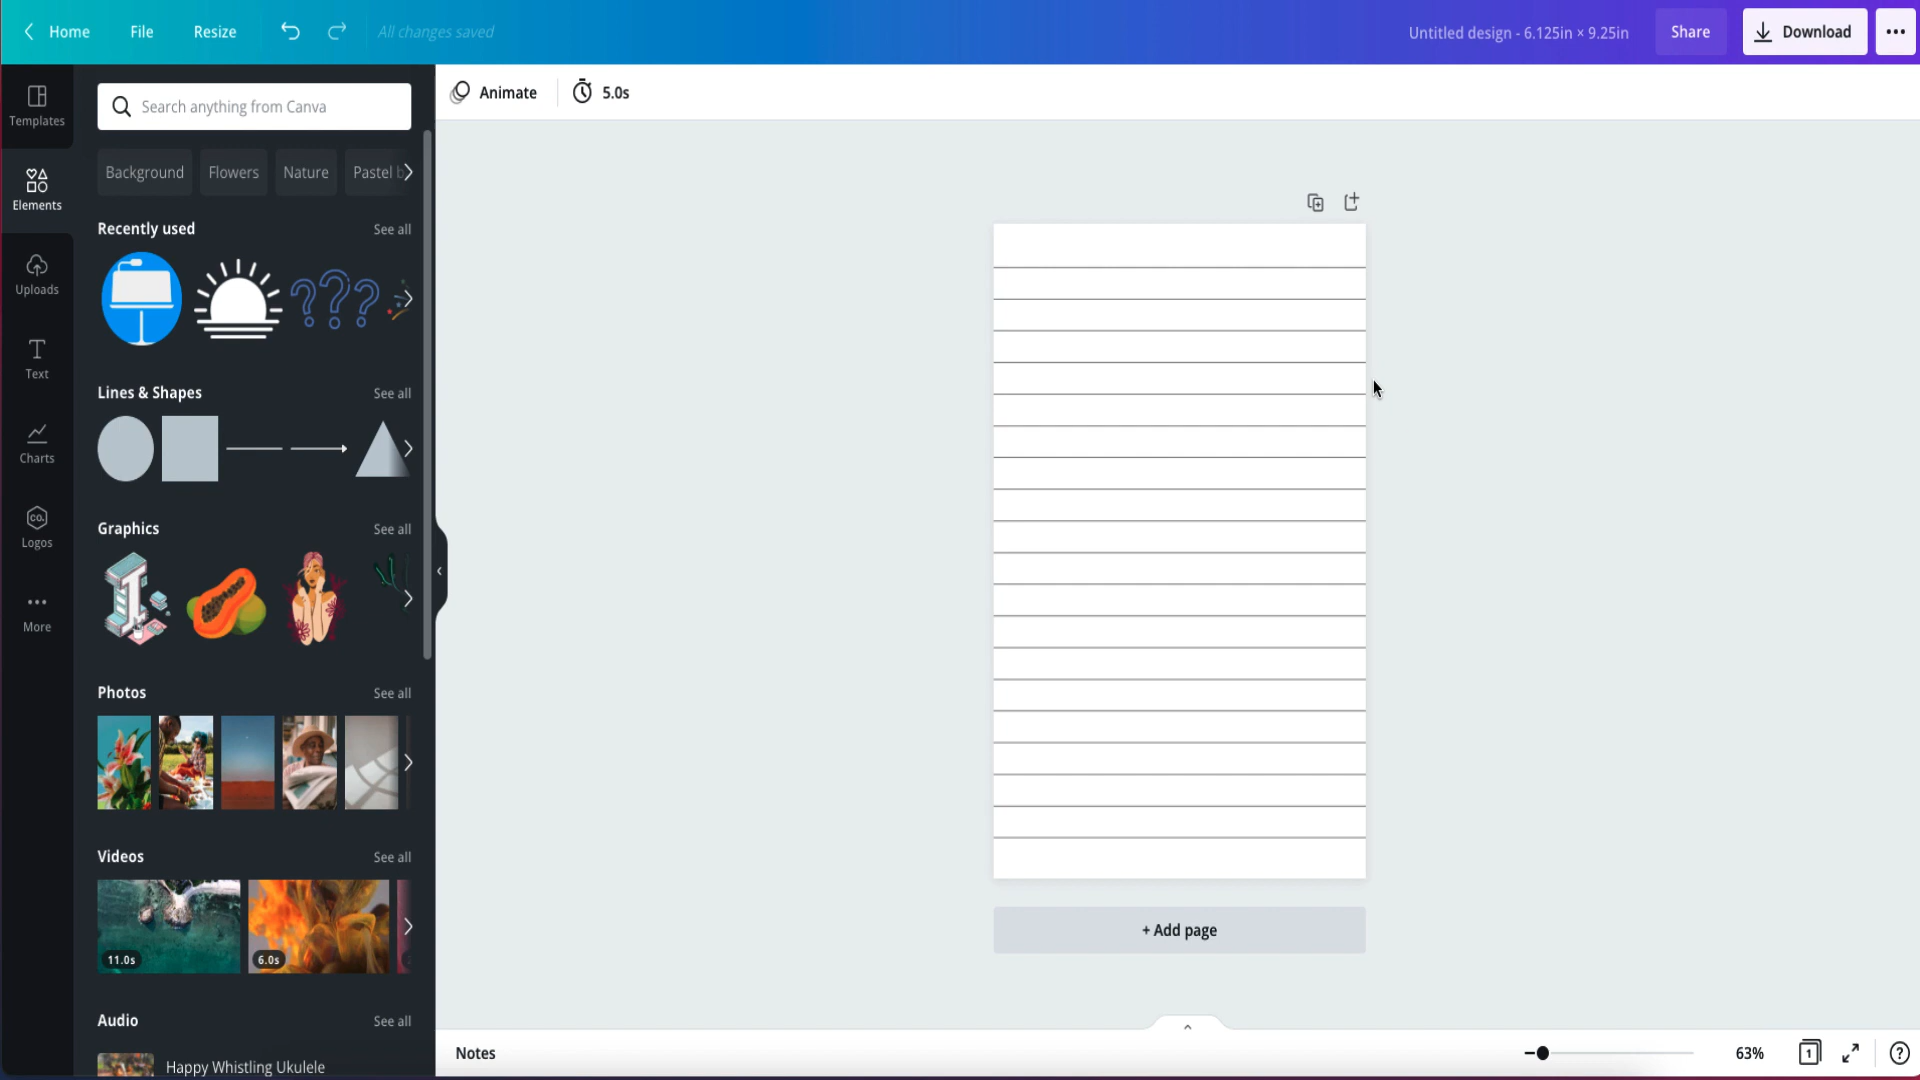 Home File Resize All changes saved Untitled design - 6.125in × 9.25in Share Download
Templates
Elements
Uploads
Text
Charts
CO.
Logos
More
Search anything from Canva
Background Flowers Nature Pastel b
Recently used See all
Lines & Shapes See all
Graphics See all
Photos See all
Videos See all
11.0s 6.0s
Audio See all
Happy Whistling Ukulele
Animate 5.0s
+ Add page
Notes 63% 1 ?